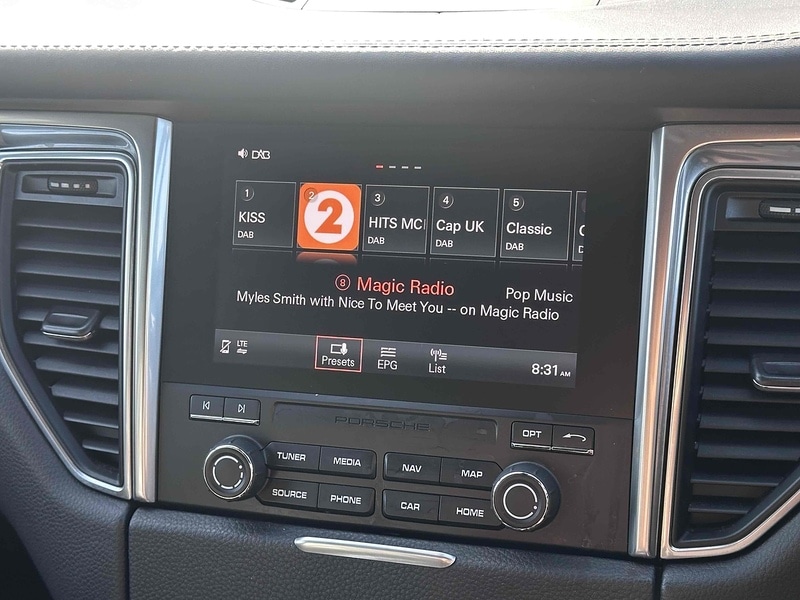 DAB
1 2 3 4 5
KISS 2 HITS MC Cap UK Classic C
DAB DAB DAB DAB
8 Magic Radio Pop Music
Myles Smith with Nice To Meet You -- on Magic Radio
LTE
Presets EPG List 8:31 AM
PORSCHE
OPT
TUNER MEDIA NAV MAP
SOURCE PHONE CAR HOME